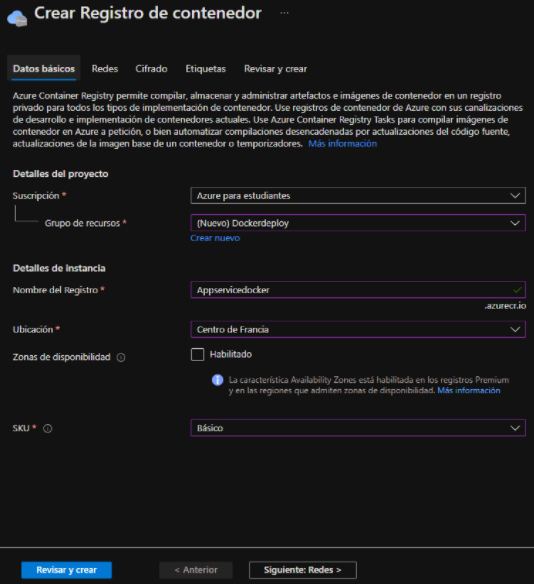 Crear Registro de contenedor ...
Datos básicos Redes Cifrado Etiquetas Revisar y crear
Azure Container Registry permite compilar, almacenar y administrar artefactos e imágenes de contenedor en un registro
privado para todos los tipos de implementación de contenedor. Use registros de contenedor de Azure con sus canalizaciones
de desarrollo e implementación de contenedores actuales. Use Azure Container Registry Tasks para compilar imágenes de
contenedor en Azure a petición, o bien automatizar compilaciones desencadenadas por actualizaciones del código fuente,
actualizaciones de la imagen base de un contenedor o temporizadores. Más información
Detalles del proyecto
Suscripción * Azure para estudiantes
Grupo de recursos * (Nuevo) Dockerdeploy
Crear nuevo
Detalles de instancia
Nombre del Registro * Appservicedocker
.azurecr.io
Ubicación * Centro de Francia
Zonas de disponibilidad Habilitado
La característica Availability Zones está habilitada en los registros Premium
y en las regiones que admiten zonas de disponibilidad. Más información
SKU * Básico
Revisar y crear < Anterior Siguiente: Redes >